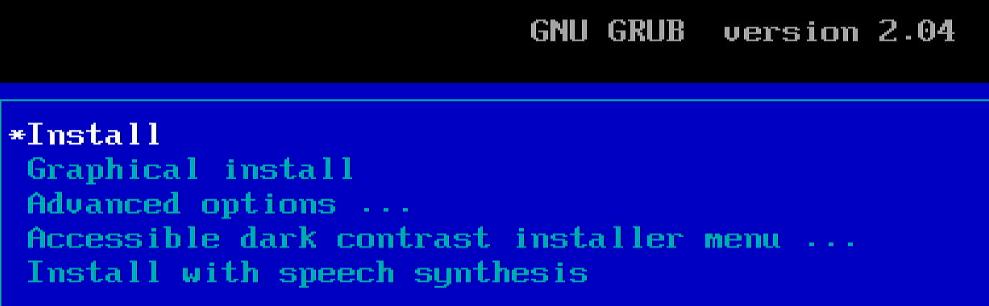 GNU GRUB  version 2.04
*Install
Graphical install
Advanced options ...
Accessible dark contrast installer menu ...
Install with speech synthesis